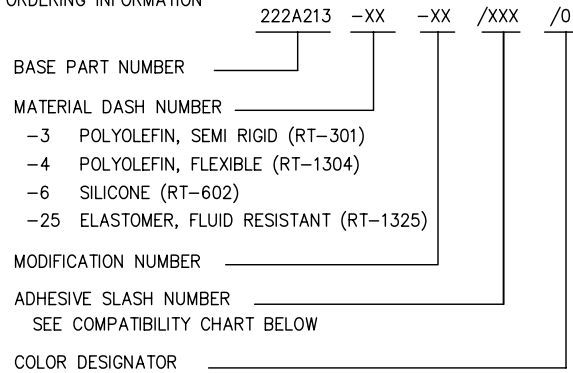 ORDERING INFORMATION
222A213 -XX -XX /XXX /0
BASE PART NUMBER
MATERIAL DASH NUMBER
-3 POLYOLEFIN, SEMI RIGID (RT-301)
-4 POLYOLEFIN, FLEXIBLE (RT-1304)
-6 SILICONE (RT-602)
-25 ELASTOMER, FLUID RESISTANT (RT-1325)
MODIFICATION NUMBER
ADHESIVE SLASH NUMBER
SEE COMPATIBILITY CHART BELOW
COLOR DESIGNATOR